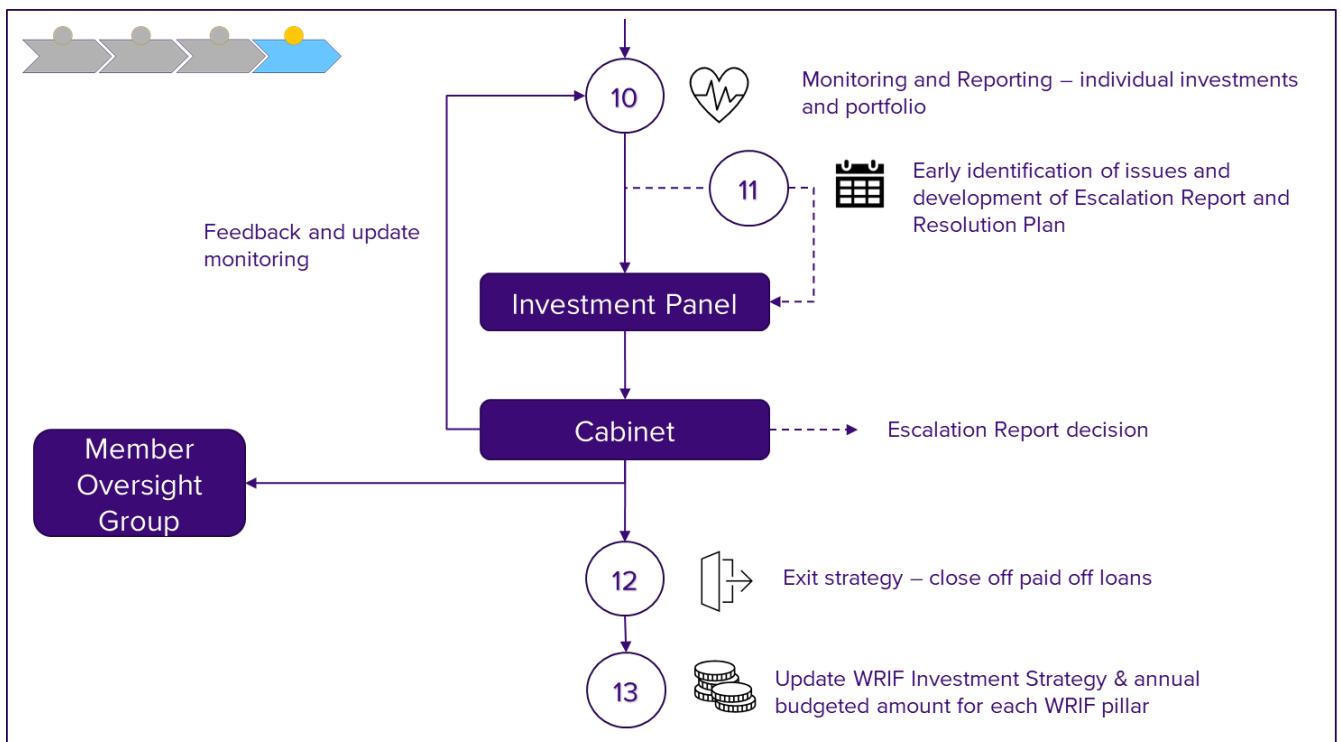 10
Monitoring and Reporting – individual investments
and portfolio
11
Early identification of issues and
development of Escalation Report and
Resolution Plan
Feedback and update
monitoring
Investment Panel
Cabinet
Escalation Report decision
Member
Oversight
Group
12
Exit strategy – close off paid off loans
13
Update WRIF Investment Strategy & annual
budgeted amount for each WRIF pillar